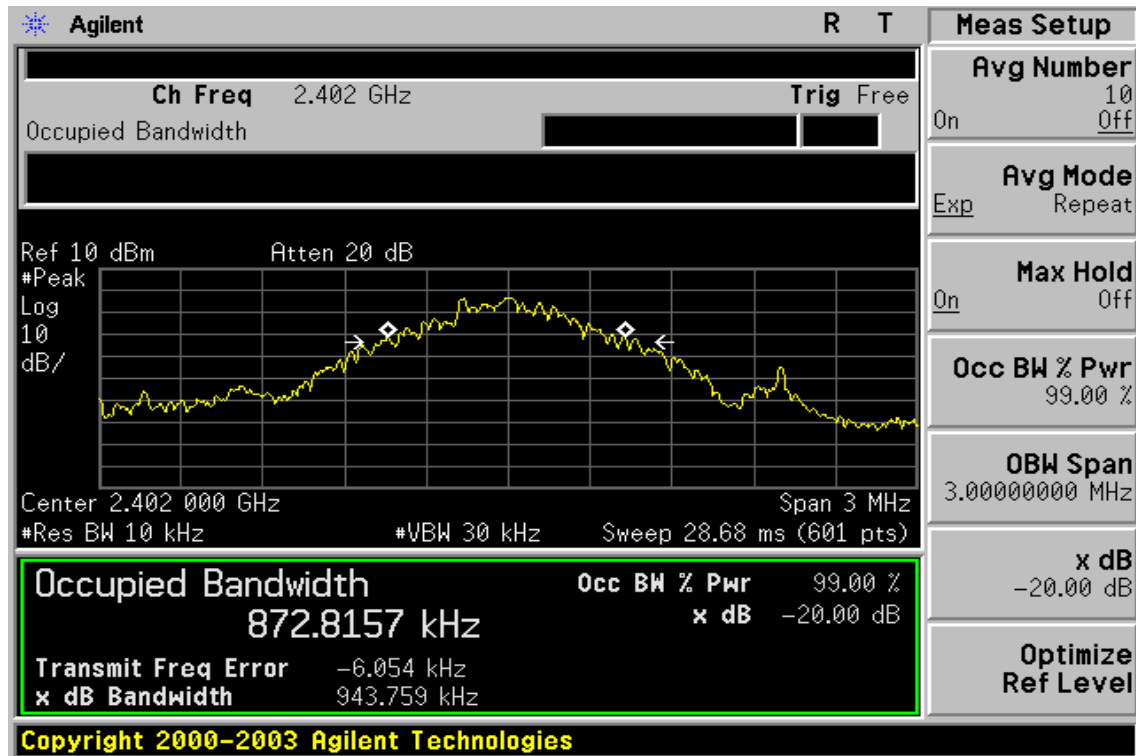 Agilent R T
Meas Setup
Ch Freq 2.402 GHz Trig Free
Occupied Bandwidth
Ref 10 dBm Atten 20 dB
#Peak
Log
10
dB/
Center 2.402 000 GHz Span 3 MHz
#Res BW 10 kHz #VBW 30 kHz Sweep 28.68 ms (601 pts)
Occupied Bandwidth
872.8157 kHz
Occ BW % Pwr 99.00 %
x dB -20.00 dB
Transmit Freq Error -6.054 kHz
x dB Bandwidth 943.759 kHz
Avg Number
10
On Off
Avg Mode
Exp Repeat
Max Hold
On Off
Occ BW % Pwr
99.00 %
OBW Span
3.00000000 MHz
x dB
-20.00 dB
Optimize
Ref Level
Copyright 2000-2003 Agilent Technologies